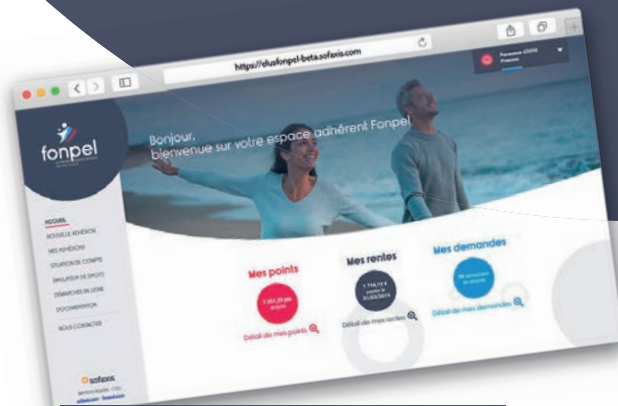 https://elusfonpel-beta.sofaxis.com
fonpel
Bonjour,
bienvenue sur votre espace adhérent Fonpel
ACCUEIL
NOUVELLE ADHÉSION
MES ADHÉSIONS
SITUATION DE COMPTE
SIMULATEUR DE DROITS
DÉMARCHES EN LIGNE
DOCUMENTATION
NOUS CONTACTER
sofaxis
Mes points
Détail de mes points
Mes rentes
Détail de mes rentes
Mes demandes
Détail de mes demandes